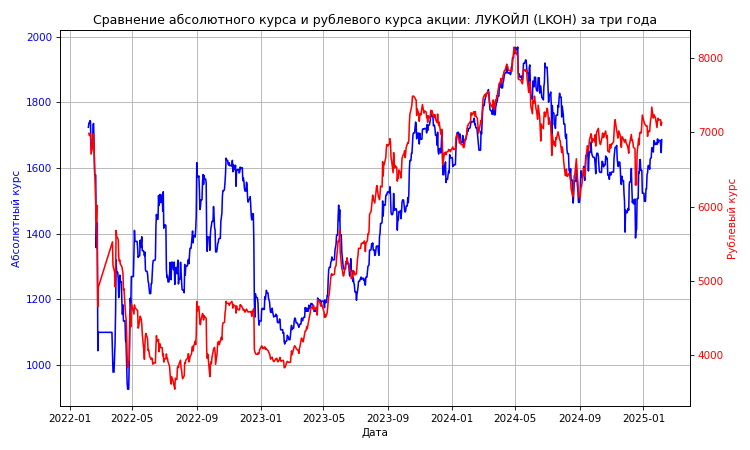 Сравнение абсолютного курса и рублевого курса акции: ЛУКОЙЛ (LKOH) за три года
2000
1800
1600
1400
1200
1000
Абсолютный курс
8000
7000
6000
5000
4000
Рублевый курс
2022-01 2022-05 2022-09 2023-01 2023-05 2023-09 2024-01 2024-05 2024-09 2025-01
Дата